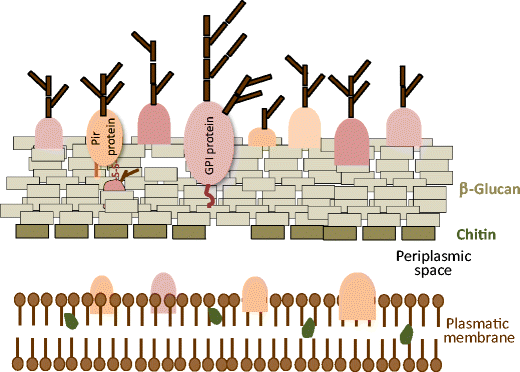 Pir
protein
GPI protein
S-S
β-Glucan
Chitin
Periplasmic
space
Plasmatic
membrane